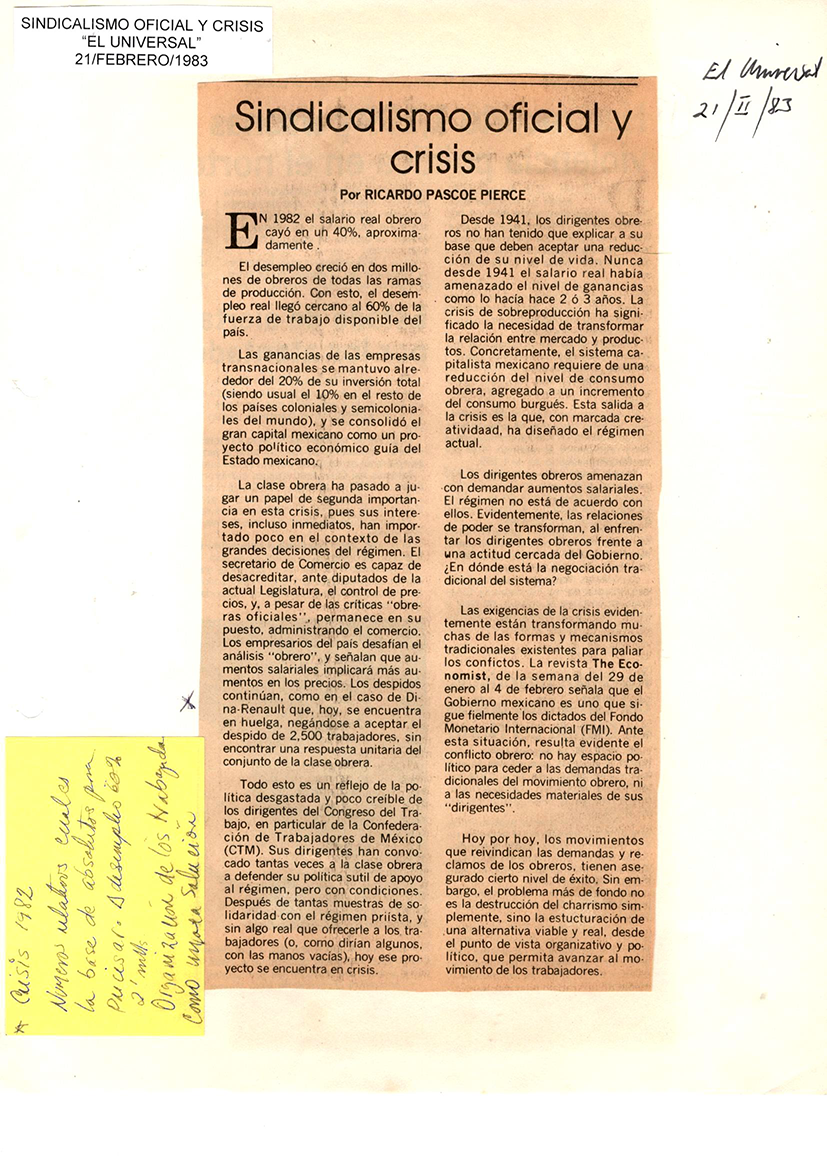 SINDICALISMO OFICIAL Y CRISIS
“EL UNIVERSAL”
21/FEBRERO/1983
El Universal
21/II/83
Sindicalismo oficial y
crisis
Por RICARDO PASCOE PIERCE
EN 1982 el salario real obrero
cayó en un 40%, aproxima-
damente .
El desempleo creció en dos millo-
nes de obreros de todas las ramas
de producción. Con esto, el desem-
pleo real llegó cercano al 60% de la
fuerza de trabajo disponible del
país.
Las ganancias de las empresas
transnacionales se mantuvo alre-
dedor del 20% de su inversión total
(siendo usual el 10% en el resto de
los países coloniales y semicolonia-
les del mundo), y se consolidó el
gran capital mexicano como un pro-
yecto político económico guía del
Estado mexicano.
La clase obrera ha pasado a ju-
gar un papel de segunda importan-
cia en esta crisis, pues sus intere-
ses, incluso inmediatos, han impor-
tado poco en el contexto de las
grandes decisiones del régimen. El
secretario de Comercio es capaz de
desacreditar, ante diputados de la
actual Legislatura, el control de pre-
cios, y, a pesar de las críticas “obre-
ras oficiales”, permanece en su
puesto, administrando el comercio.
Los empresarios del país desafían el
análisis “obrero”, y señalan que au-
mentos salariales implicará más au-
mentos en los precios. Los despidos
continúan, como en el caso de Di-
na-Renault que, hoy, se encuentra
en huelga, negándose a aceptar el
despido de 2,500 trabajadores, sin
encontrar una respuesta unitaria del
conjunto de la clase obrera.
Todo esto es un reflejo de la po-
lítica desgastada y poco creíble de
los dirigentes del Congreso del Tra-
bajo, en particular de la Confedera-
ción de Trabajadores de México
(CTM). Sus dirigentes han convo-
cado tantas veces a la clase obrera
a defender su política sutil de apoyo
al régimen, pero con condiciones.
Después de tantas muestras de so-
lidaridad con el régimen priísta, y
sin algo real que ofrecerle a los tra-
bajadores (o, como dirían algunos,
con las manos vacías), hoy ese pro-
yecto se encuentra en crisis.
Desde 1941, los dirigentes obre-
ros no han tenido que explicar a su
base que deben aceptar una reduc-
ción de su nivel de vida. Nunca
desde 1941 el salario real había
amenazado el nivel de ganancias
como lo hacía hace 2 ó 3 años. La
crisis de sobreproducción ha signi-
ficado la necesidad de transformar
la relación entre mercado y produc-
tos. Concretamente, el sistema ca-
pitalista mexicano requiere de una
reducción del nivel de consumo
obrera, agregado a un incremento
del consumo burgués. Esta salida a
la crisis es la que, con marcada cre-
atividaad, ha diseñado el régimen
actual.
Los dirigentes obreros amenazan
con demandar aumentos salariales.
El régimen no está de acuerdo con
ellos. Evidentemente, las relaciones
de poder se transforman, al enfren-
tar los dirigentes obreros frente a
una actitud cercada del Gobierno.
¿En dónde está la negociación tra-
dicional del sistema?
Las exigencias de la crisis eviden-
temente están transformando mu-
chas de las formas y mecanismos
tradicionales existentes para paliar
los confictos. La revista The Eco-
nomist, de la semana del 29 de
enero al 4 de febrero señala que el
Gobierno mexicano es uno que si-
gue fielmente los dictados del Fondo
Monetario Internacional (FMI). Ante
esta situación, resulta evidente el
conflicto obrero: no hay espacio po-
lítico para ceder a las demandas tra-
dicionales del movimiento obrero, ni
a las necesidades materiales de sus
“dirigentes”.
Hoy por hoy, los movimientos
que reivindican las demandas y re-
clamos de los obreros, tienen ase-
gurado cierto nivel de éxito. Sin em-
bargo, el problema más de fondo no
es la destrucción del charrismo sim-
plemente, sino la estucturación de
una alternativa viable y real, desde
el punto de vista organizativo y po-
lítico, que permita avanzar al mo-
vimiento de los trabajadores.
* Crisis 1982
Números relativos cuales
la base de absolutos para
precisar. desempleo 60%
2' mills
Organización de los trabajadores
como única solución